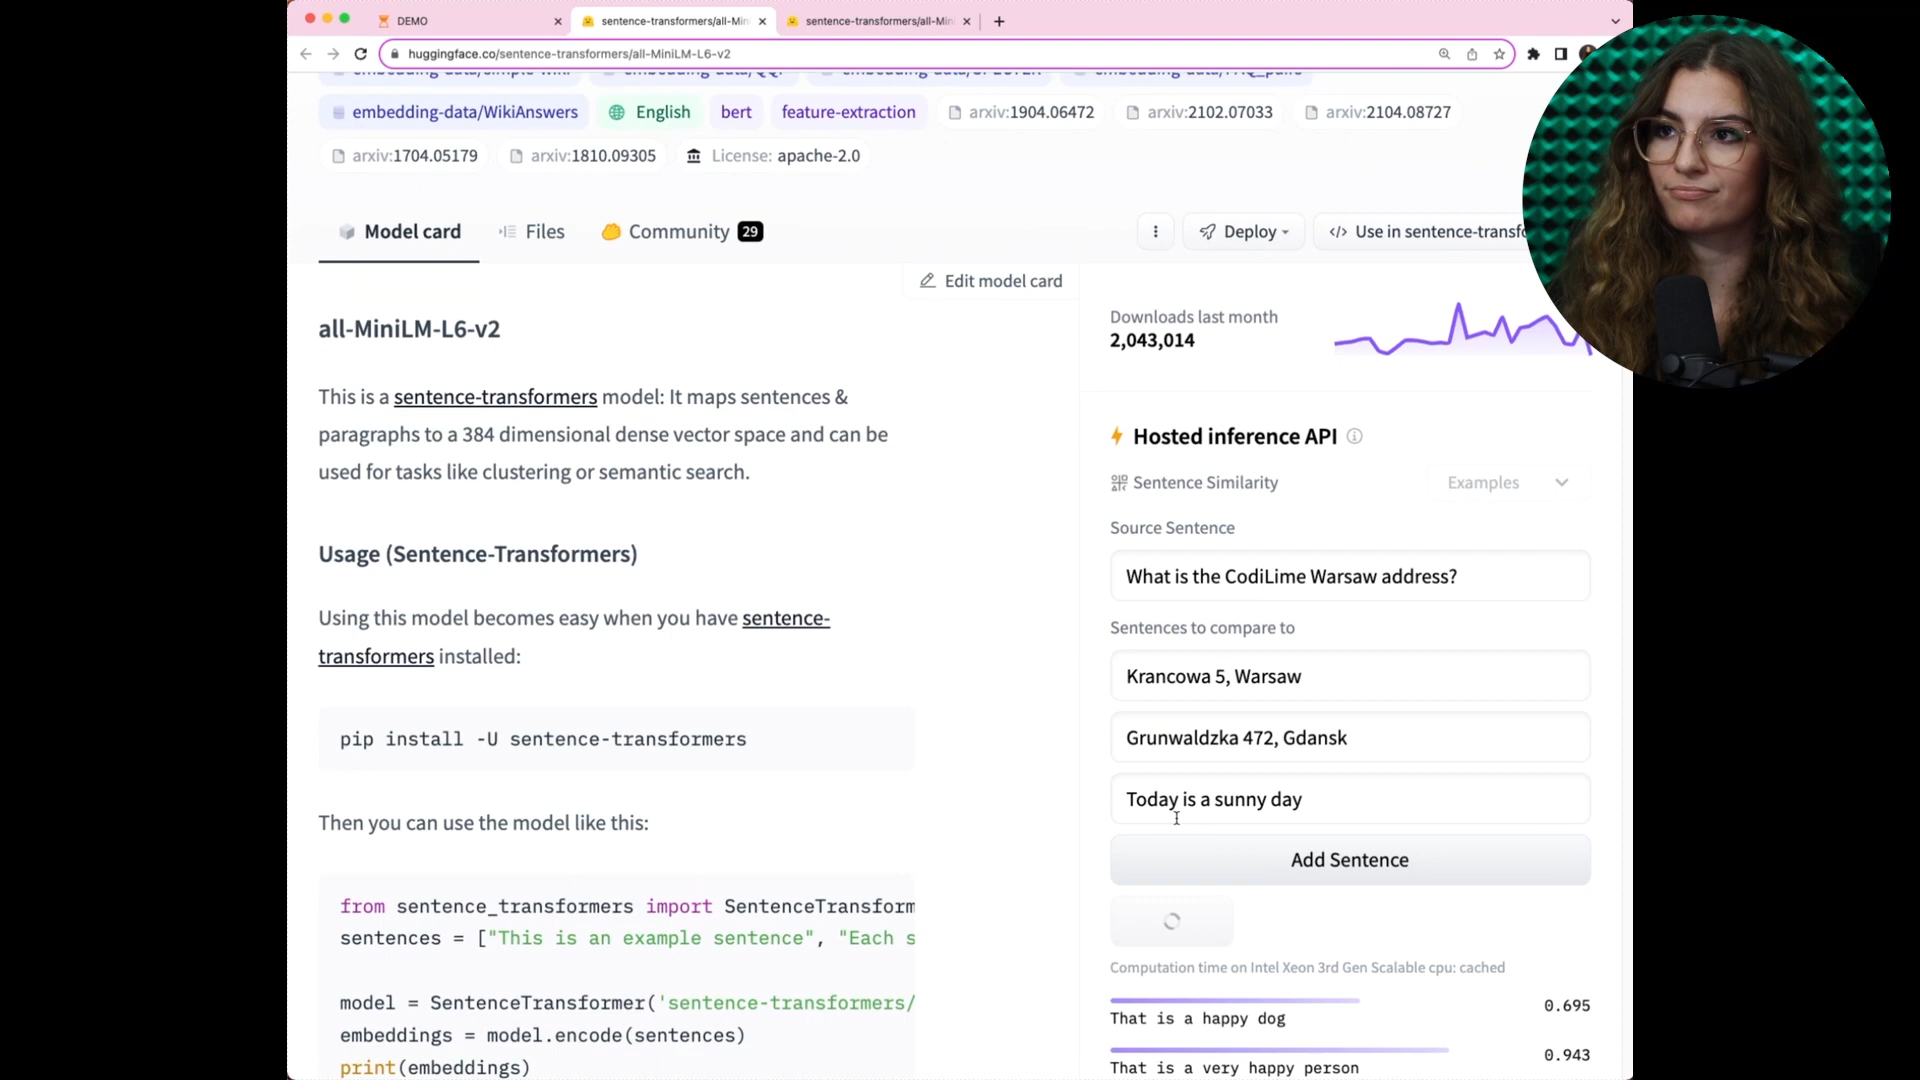 DEMO
sentence-transformers/all-Min
sentence-transformers/all-Min
huggingface.co/sentence-transformers/all-MiniLM-L6-v2
embedding-data/WikiAnswers English bert feature-extraction arxiv:1904.06472 arxiv:2102.07033 arxiv:2104.08727
arxiv:1704.05179 arxiv:1810.09305 License: apache-2.0
Model card Files Community 29
Deploy </> Use in sentence-transfo
Edit model card
all-MiniLM-L6-v2
This is a sentence-transformers model: It maps sentences &
paragraphs to a 384 dimensional dense vector space and can be
used for tasks like clustering or semantic search.
Usage (Sentence-Transformers)
Using this model becomes easy when you have sentence-
transformers installed:
pip install -U sentence-transformers
Then you can use the model like this:
from sentence_transformers import SentenceTransform
sentences = ["This is an example sentence", "Each s
model = SentenceTransformer('sentence-transformers/
embeddings = model.encode(sentences)
print(embeddings)
Downloads last month
2,043,014
Hosted inference API
Sentence Similarity
Examples
Source Sentence
What is the CodiLime Warsaw address?
Sentences to compare to
Krancowa 5, Warsaw
Grunwaldzka 472, Gdansk
Today is a sunny day
Add Sentence
Computation time on Intel Xeon 3rd Gen Scalable cpu: cached
0.695
That is a happy dog
0.943
That is a very happy person